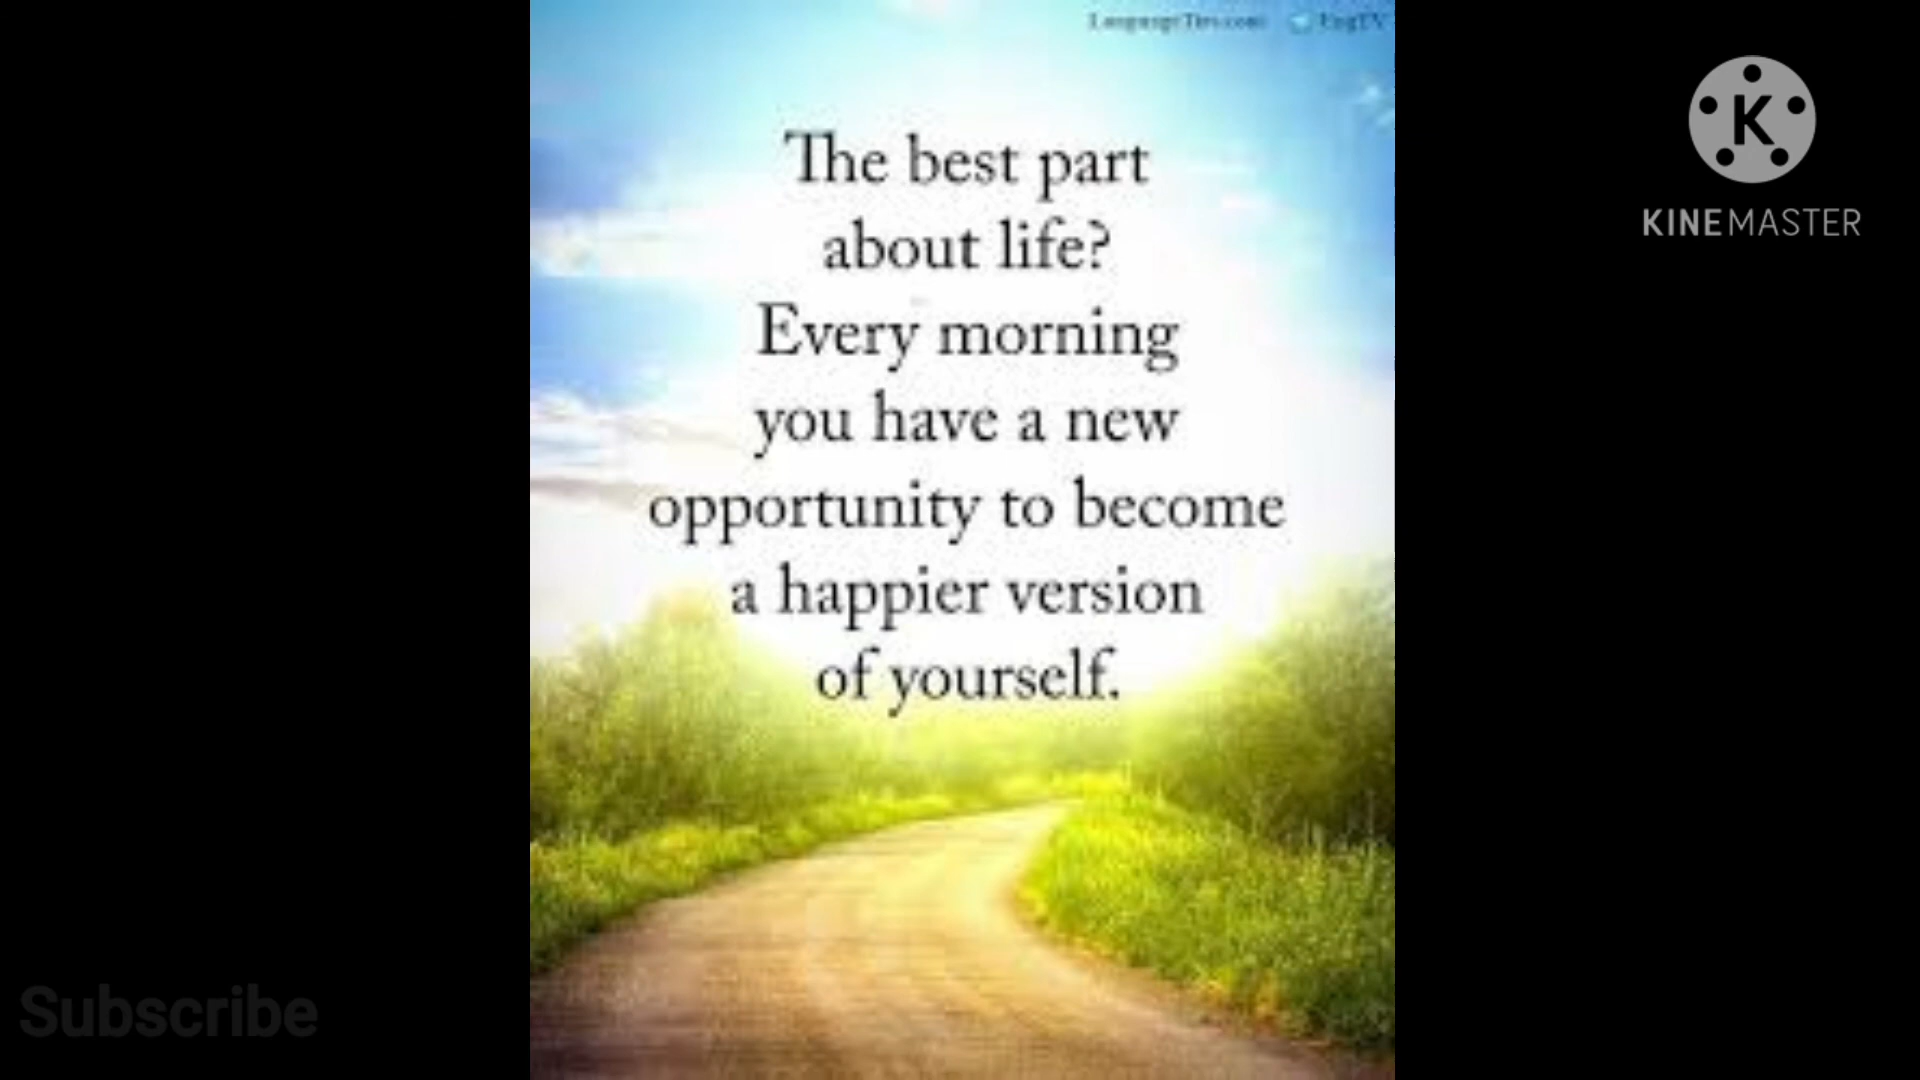 The best part
about life?
Every morning
you have a new
opportunity to become
a happier version
of yourself.
K
KINEMASTER
Subscribe